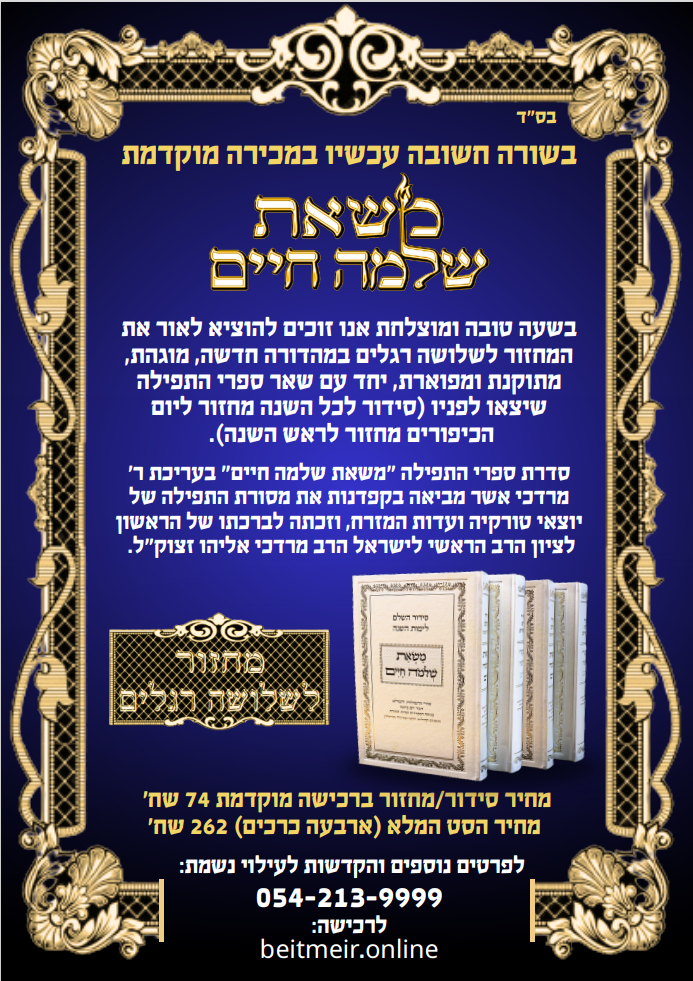 בס"ד
בשורה חשובה עכשיו במכירה מוקדמת
משאת
שלמה חיים
בשעה טובה ומוצלחת אנו זוכים להוציא לאור את
המחזור לשלושה רגלים במהדורה חדשה, מוגהת,
מתוקנת ומפוארת, יחד עם שאר ספרי התפילה
שיצאו לפניו (סידור לכל השנה מחזור ליום
הכיפורים מחזור לראש השנה).
סדרת ספרי התפילה "משאת שלמה חיים" בעריכת ר'
מרדכי אשר מביאה בקפדנות את מסורת התפילה של
יוצאי טורקיה ועדות המזרח, וזכתה לברכתו של הראשון
לציון הרב הראשי לישראל הרב מרדכי אליהו זצוק"ל.
סידור השלם
לימות השנה
משאת
שלמה חיים
מחזור
לשלושה רגלים
מחיר סידור/מחזור ברכישה מוקדמת 74 שח'
מחיר הסט המלא (ארבעה כרכים) 262 שח'
לפרטים נוספים והקדשות לעילוי נשמת:
054-213-9999
לרכישה:
beitmeir.online